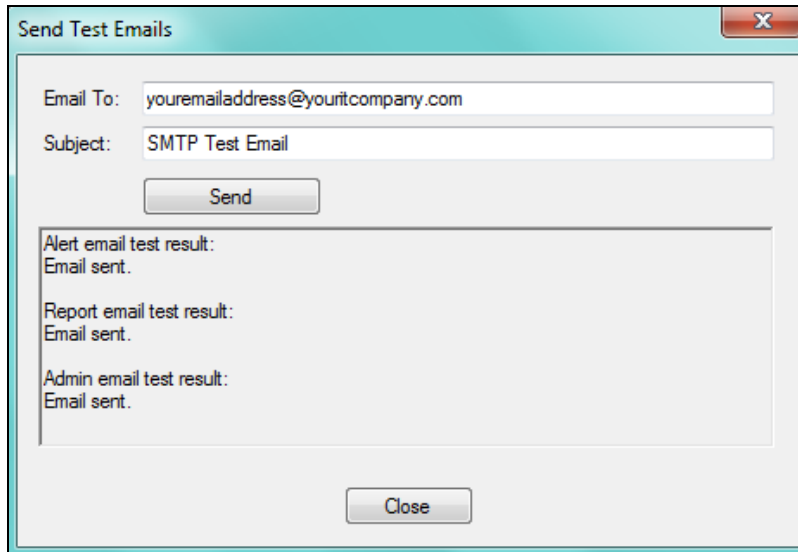 Send Test Emails
Email To: youremailaddress@youritcompany.com
Subject: SMTP Test Email
Send
Alert email test result:
Email sent.
Report email test result:
Email sent.
Admin email test result:
Email sent.
Close